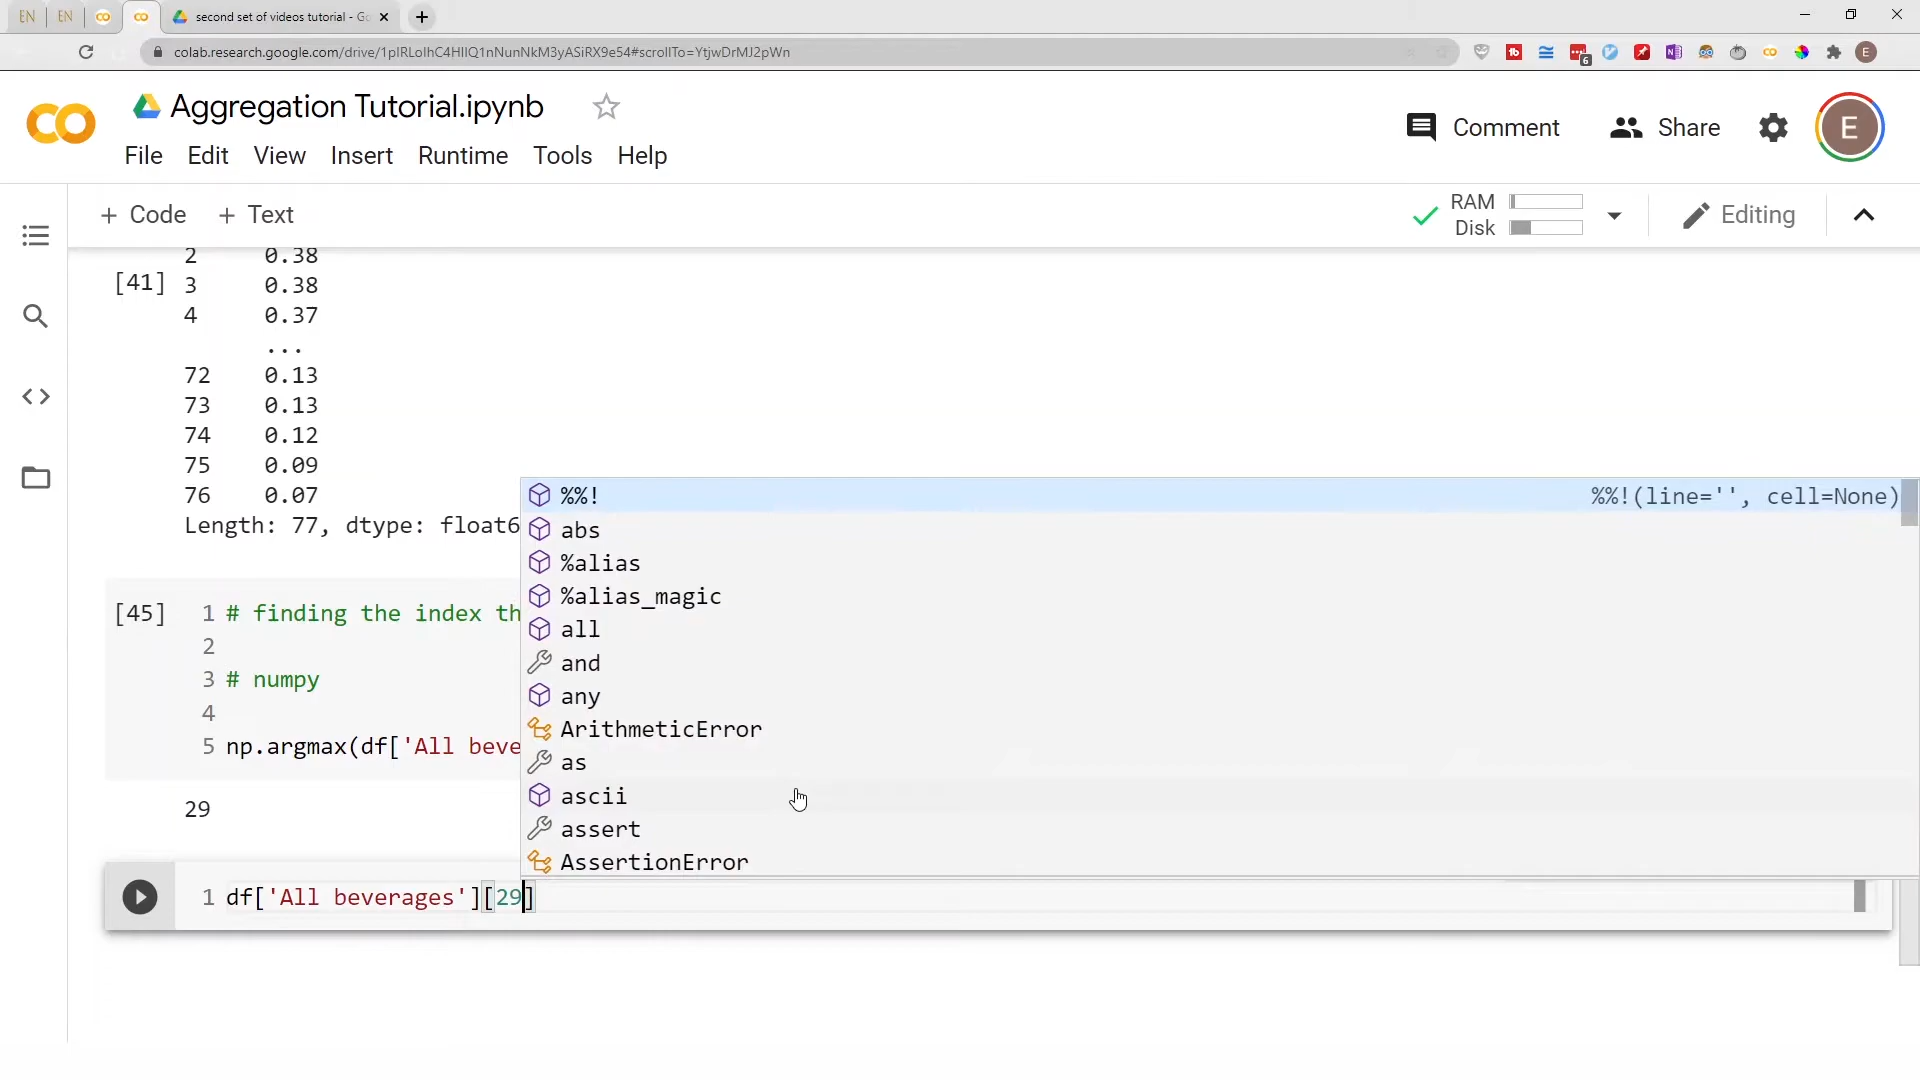 EN
EN
second set of videos tutorial - Go
colab.research.google.com/drive/1pIRLoIhC4HIIQ1nNunNkM3yASiRX9e54#scrollTo=YtjwDrMJ2pWn
6
E
CO
Aggregation Tutorial.ipynb
Comment
Share
E
File Edit View Insert Runtime Tools Help
+ Code + Text
RAM
Disk
Editing
2 0.38
[41]
3 0.38
4 0.37
...
72 0.13
73 0.13
74 0.12
75 0.09
76 0.07
Length: 77, dtype: float6
%%! %%!(line='', cell=None)
abs
%alias
%alias_magic
all
and
any
ArithmeticError
as
ascii
assert
AssertionError
[45] 1 # finding the index th
2
3 # numpy
4
5 np.argmax(df['All beve
29
1 df['All beverages'][29]